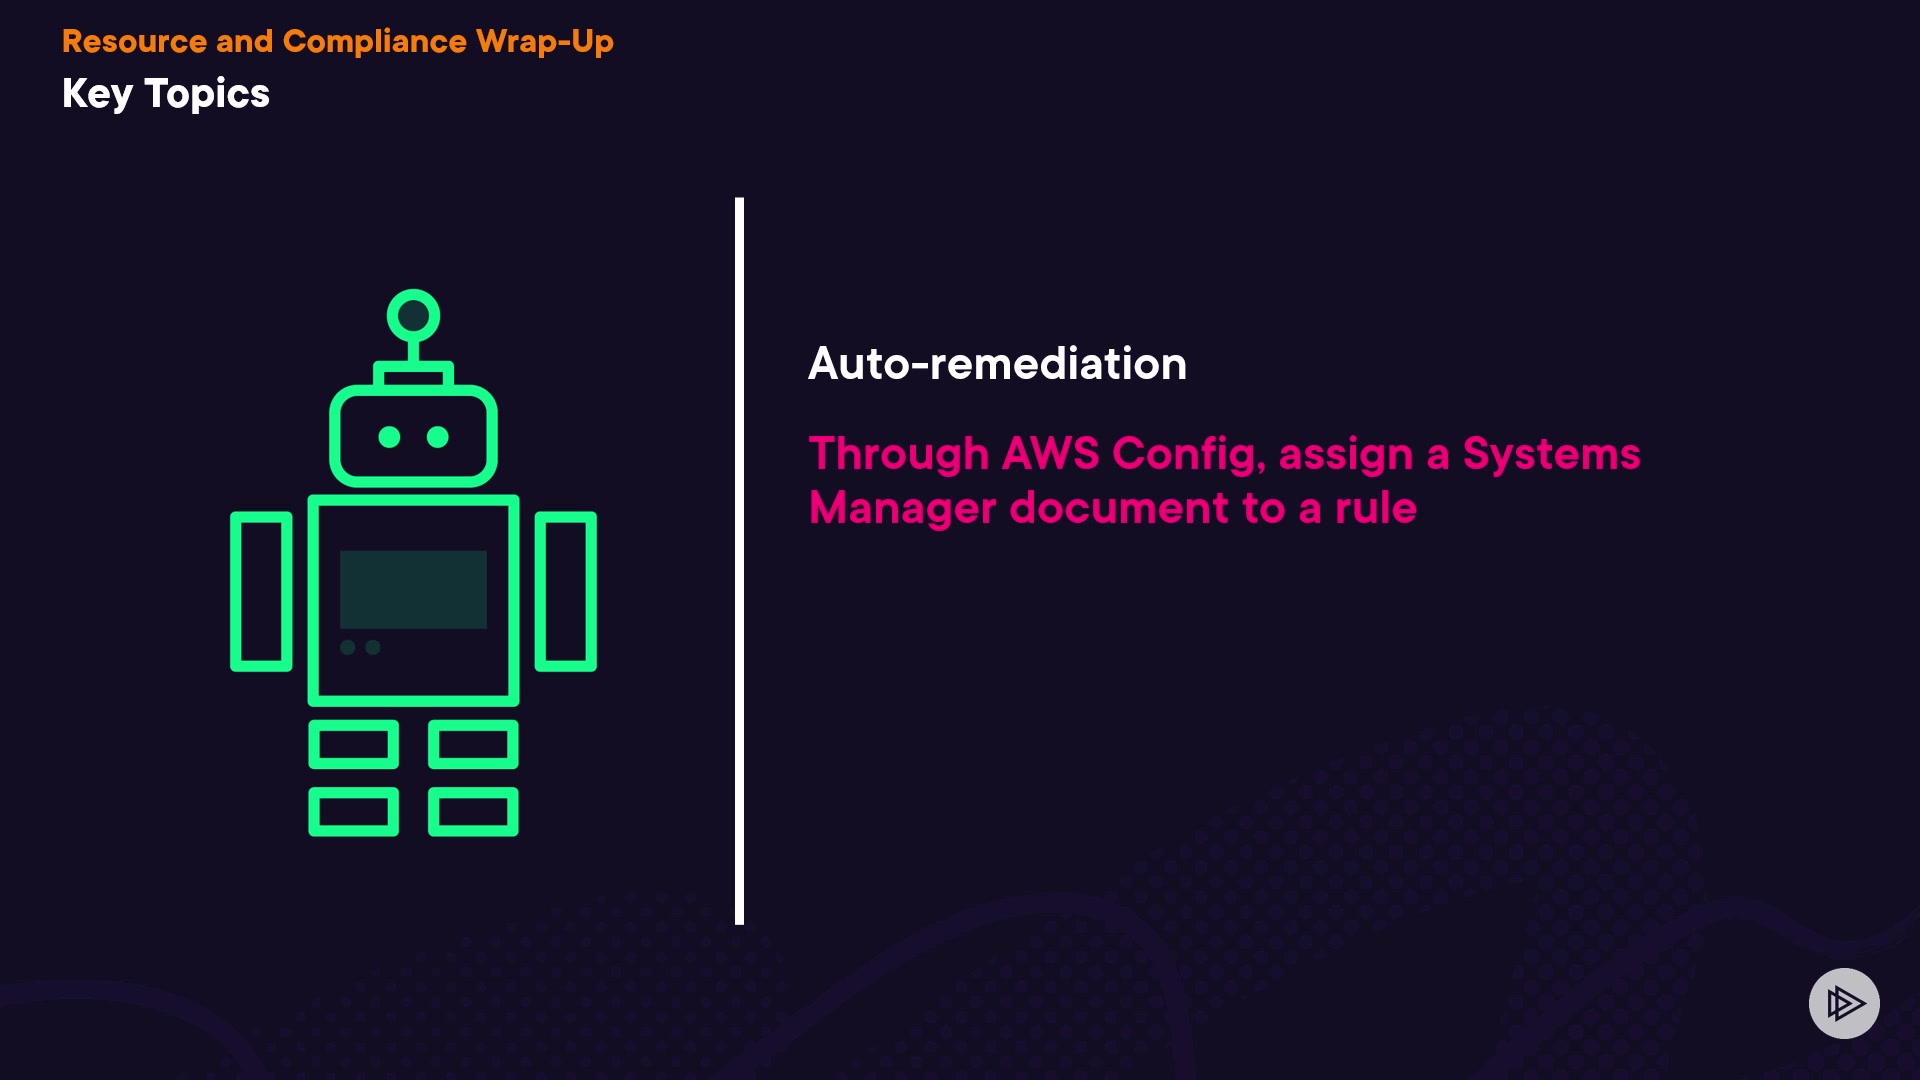 Resource and Compliance Wrap-Up
Key Topics
Auto-remediation
Through AWS Config, assign a Systems
Manager document to a rule